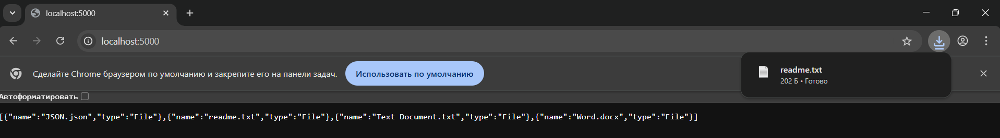 localhost:5000
localhost:5000
Сделайте Chrome браузером по умолчанию и закрепите его на панели задач.
Использовать по умолчанию
readme.txt
202 Б • Готово
Автоформатировать
[{"name":"JSON.json","type":"File"},{"name":"readme.txt","type":"File"},{"name":"Text Document.txt","type":"File"},{"name":"Word.docx","type":"File"}]